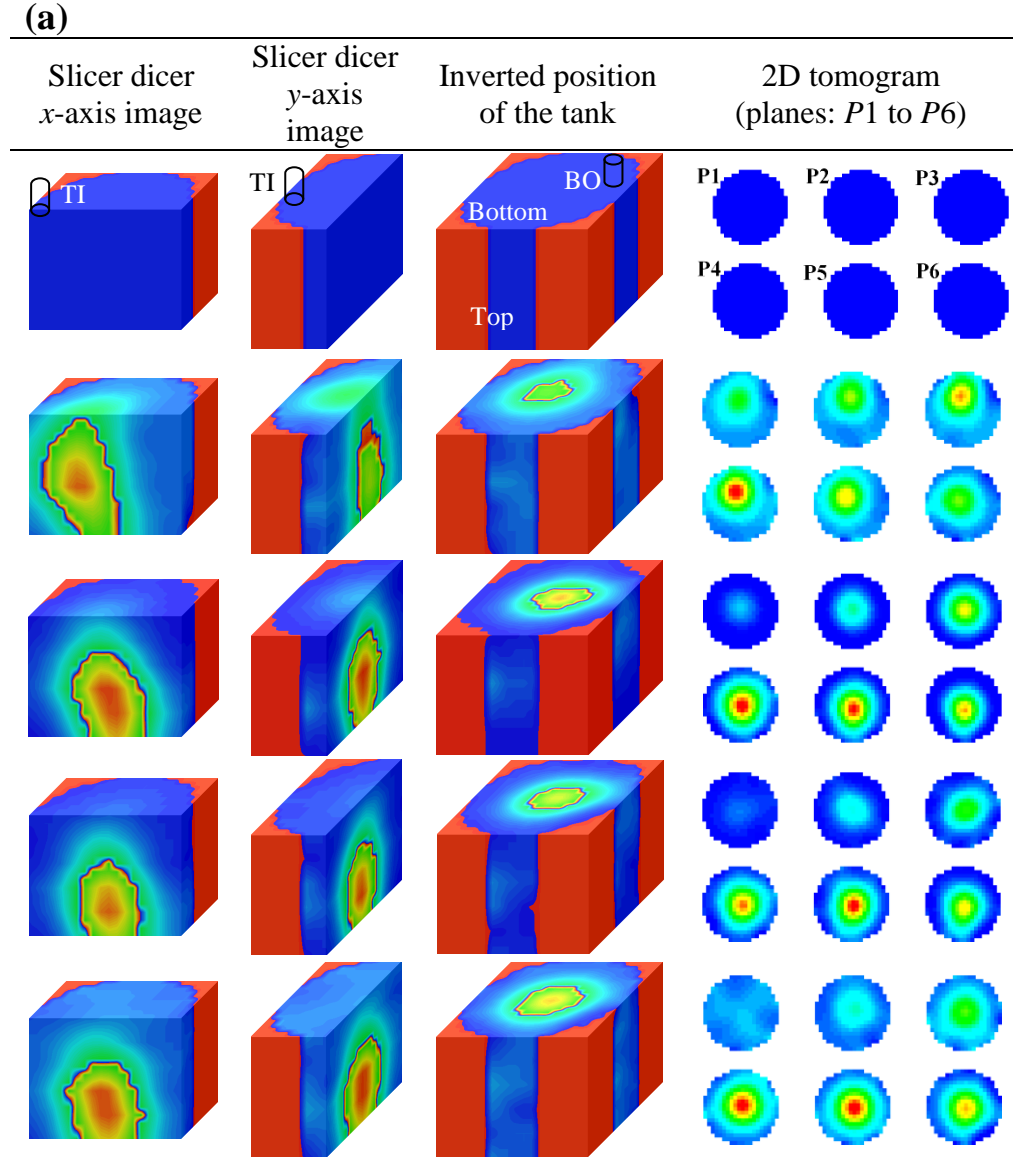 (a)
Slicer dicer
x-axis image
Slicer dicer
y-axis
image
Inverted position
of the tank
2D tomogram
(planes: P1 to P6)
TI
TI
BO
Bottom
Top
P1
P2
P3
P4
P5
P6